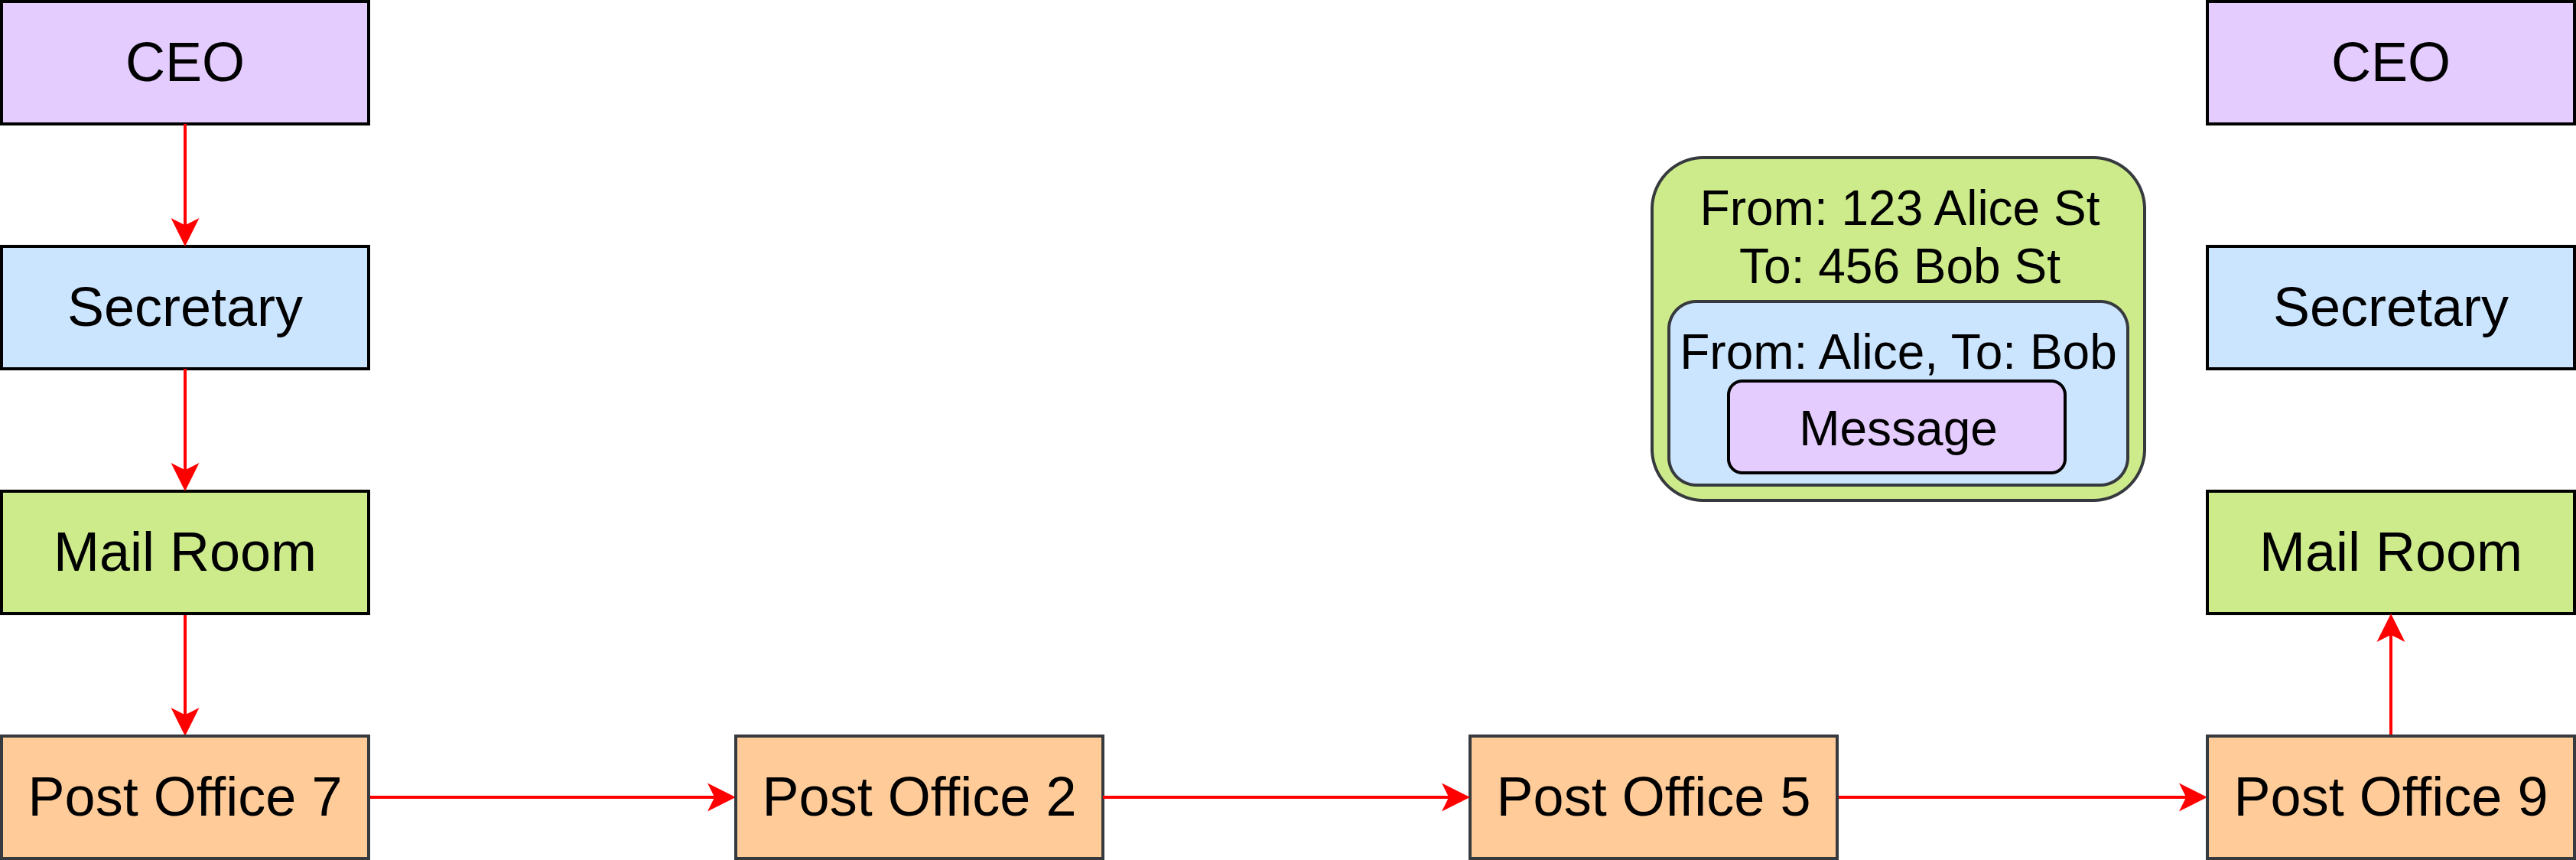 CEO
CEO
From: 123 Alice St
To: 456 Bob St
Secretary
From: Alice, To: Bob
Secretary
Message
Mail Room
Mail Room
Post Office 7
Post Office 2
Post Office 5
Post Office 9